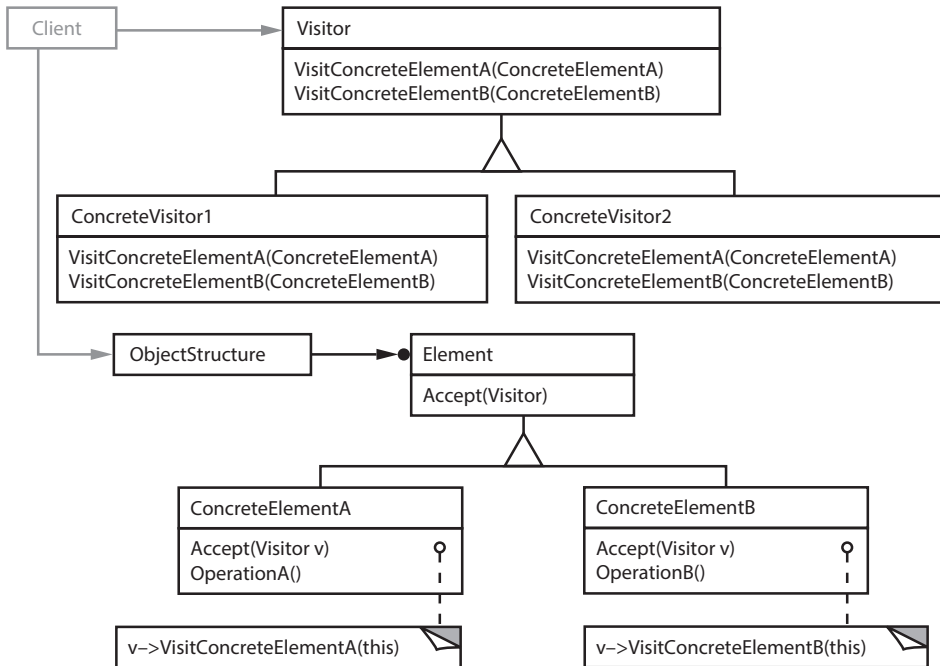 Client
Visitor
VisitConcreteElementA(ConcreteElementA)
VisitConcreteElementB(ConcreteElementB)
ConcreteVisitor1
VisitConcreteElementA(ConcreteElementA)
VisitConcreteElementB(ConcreteElementB)
ConcreteVisitor2
VisitConcreteElementA(ConcreteElementA)
VisitConcreteElementB(ConcreteElementB)
ObjectStructure
Element
Accept(Visitor)
ConcreteElementA
Accept(Visitor v)
OperationA()
v–>VisitConcreteElementA(this)
ConcreteElementB
Accept(Visitor v)
OperationB()
v–>VisitConcreteElementB(this)